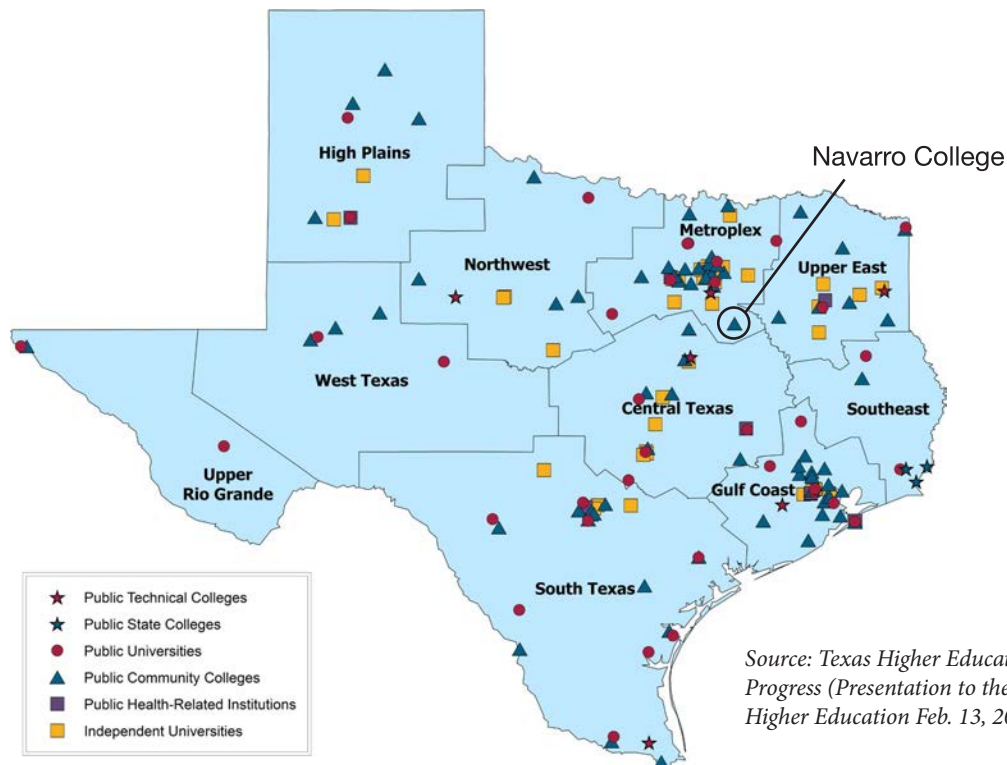 Navarro College
High Plains
Metroplex
Northwest
Upper East
West Texas
Central Texas
Southeast
Upper
Rio Grande
Gulf Coast
South Texas
Public Technical Colleges
Public State Colleges
Public Universities
Public Community Colleges
Public Health-Related Institutions
Independent Universities
Source: Texas Higher
Progress (Presentation to the
Higher Education Feb. 13,